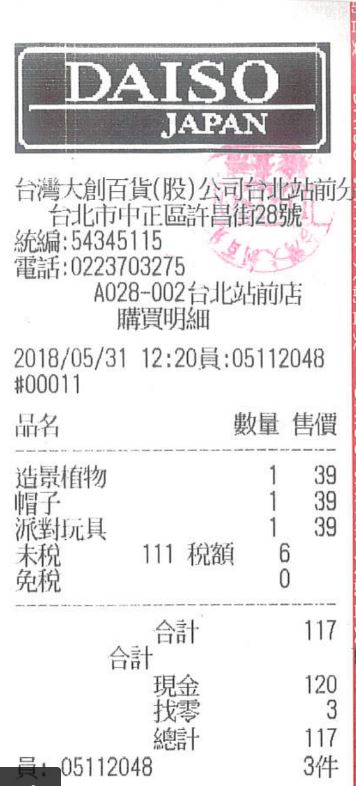 DAISO
JAPAN
台灣大創百貨(股)公司台北站前分
台北市中正區許昌街28號
統編:54345115
電話:0223703275
A028-002台北站前店
購買明細
2018/05/31 12:20員:05112048
#00011
品名 數量 售價
造景植物 1 39
帽子 1 39
派對玩具 1 39
未稅 111 稅額 6
免稅 0
合計 117
合計
現金 120
找零 3
總計 117
員: 05112048 3件